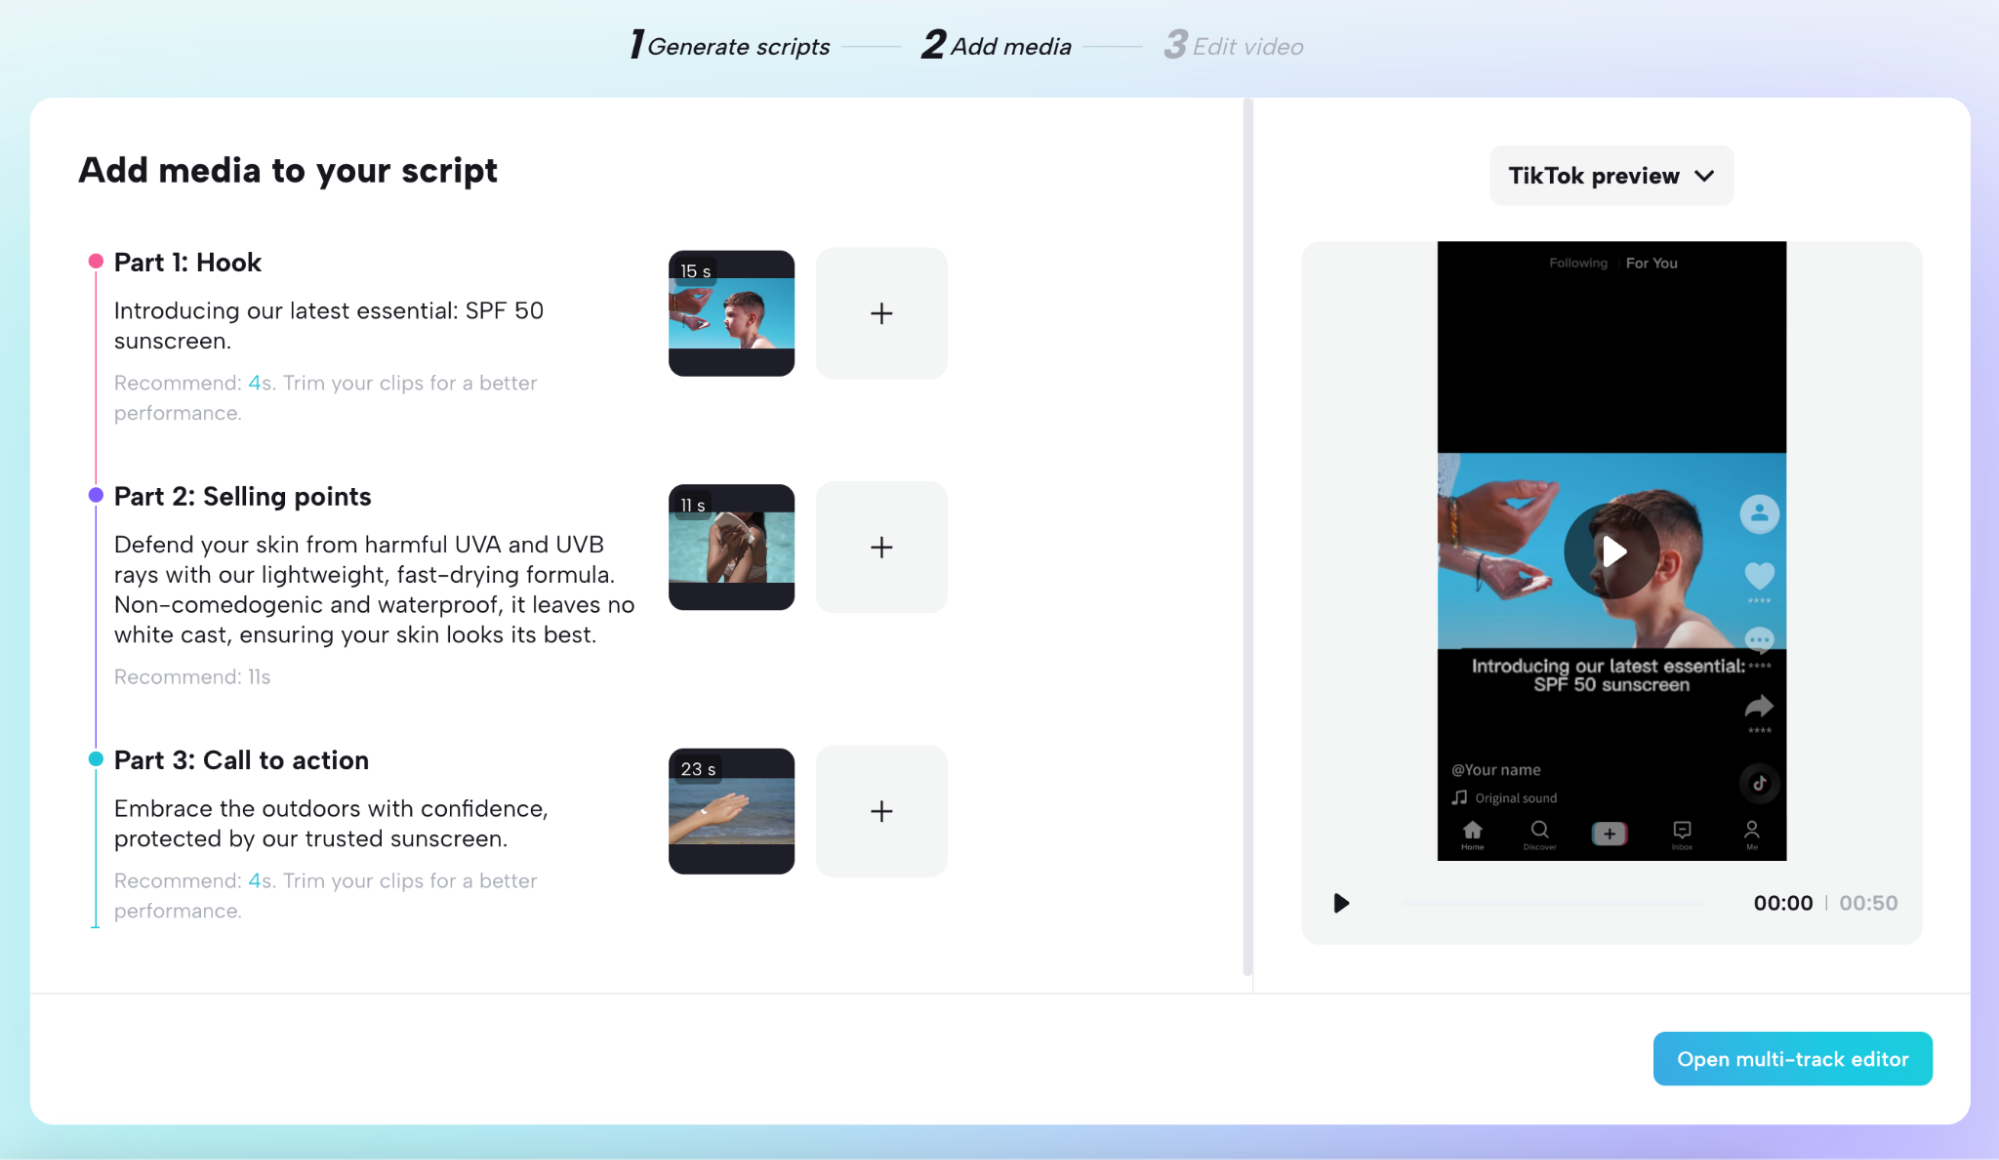 1 Generate scripts
2 Add media
3 Edit video
Add media to your script
Part 1: Hook
Introducing our latest essential: SPF 50
sunscreen.
Recommend: 4s. Trim your clips for a better
performance.
15 s
Part 2: Selling points
Defend your skin from harmful UVA and UVB
rays with our lightweight, fast-drying formula.
Non-comedogenic and waterproof, it leaves no
white cast, ensuring your skin looks its best.
Recommend: 11s
11 s
Part 3: Call to action
Embrace the outdoors with confidence,
protected by our trusted sunscreen.
Recommend: 4s. Trim your clips for a better
performance.
23 s
TikTok preview
Following | For You
****
Introducing our latest essential:
SPF 50 sunscreen
****
****
@Your name
Original sound
Home
Discover
Inbox
Me
00:00 | 00:50
Open multi-track editor